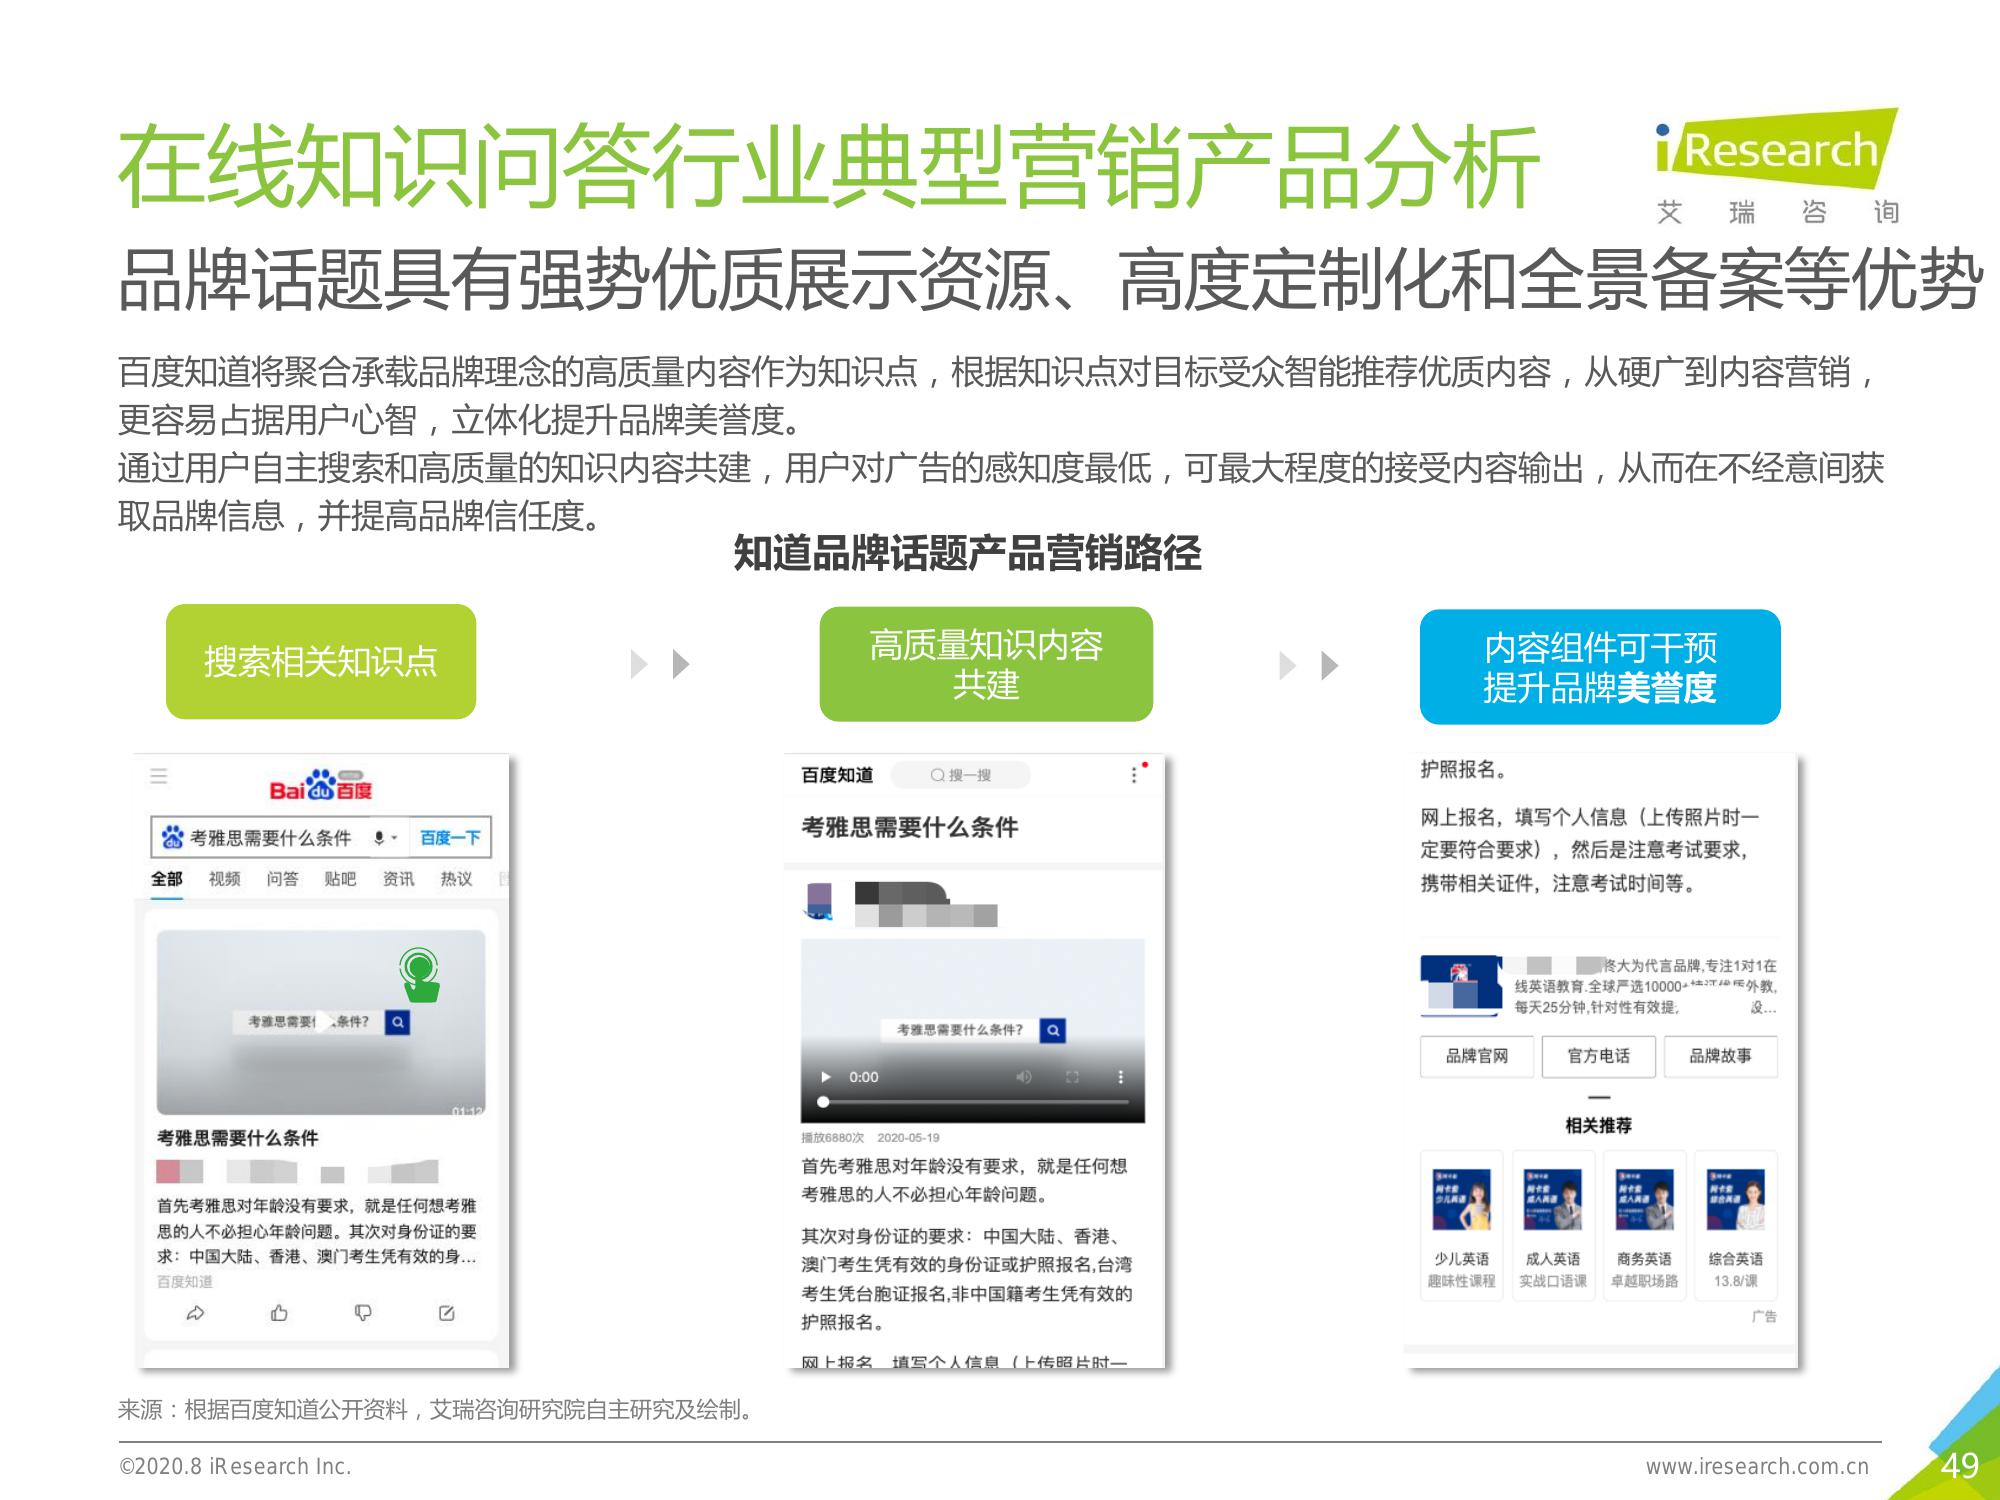 在线知识问答行业典型营销产品分析
iResearch
艾瑞咨询
品牌话题具有强势优质展示资源、高度定制化和全景备案等优势
百度知道将聚合承载品牌理念的高质量内容作为知识点，根据知识点对目标受众智能推荐优质内容，从硬广到内容营销，
更容易占据用户心智，立体化提升品牌美誉度。
通过用户自主搜索和高质量的知识内容共建，用户对广告的感知度最低，可最大程度的接受内容输出，从而在不经意间获
取品牌信息，并提高品牌信任度。
知道品牌话题产品营销路径
搜索相关知识点
高质量知识内容
共建
内容组件可干预
提升品牌美誉度
Bai du 百度
考雅思需要什么条件 百度一下
全部 视频 问答 贴吧 资讯 热议
考雅思需要 条件?
01:12
考雅思需要什么条件
首先考雅思对年龄没有要求，就是任何想考雅
思的人不必担心年龄问题。其次对身份证的要
求：中国大陆、香港、澳门考生凭有效的身...
百度知道
百度知道 搜一搜
考雅思需要什么条件
考雅思需要什么条件?
0:00
播放6880次 2020-05-19
首先考雅思对年龄没有要求，就是任何想
考雅思的人不必担心年龄问题。
其次对身份证的要求：中国大陆、香港、
澳门考生凭有效的身份证或护照报名,台湾
考生凭台胞证报名,非中国籍考生凭有效的
护照报名。
网上报名，填写个人信息（上传照片时一
护照报名。
网上报名，填写个人信息（上传照片时一
定要符合要求），然后是注意考试要求，
携带相关证件，注意考试时间等。
佟大为代言品牌,专注1对1在
线英语教育.全球严选10000+ 外教,
每天25分钟,针对性有效提 设...
品牌官网 官方电话 品牌故事
相关推荐
少儿英语 成人英语 商务英语 综合英语
趣味性课程 实战口语课 卓越职场路 13.8/课
广告
来源：根据百度知道公开资料，艾瑞咨询研究院自主研究及绘制。
©2020.8 iResearch Inc.
www.iresearch.com.cn
49